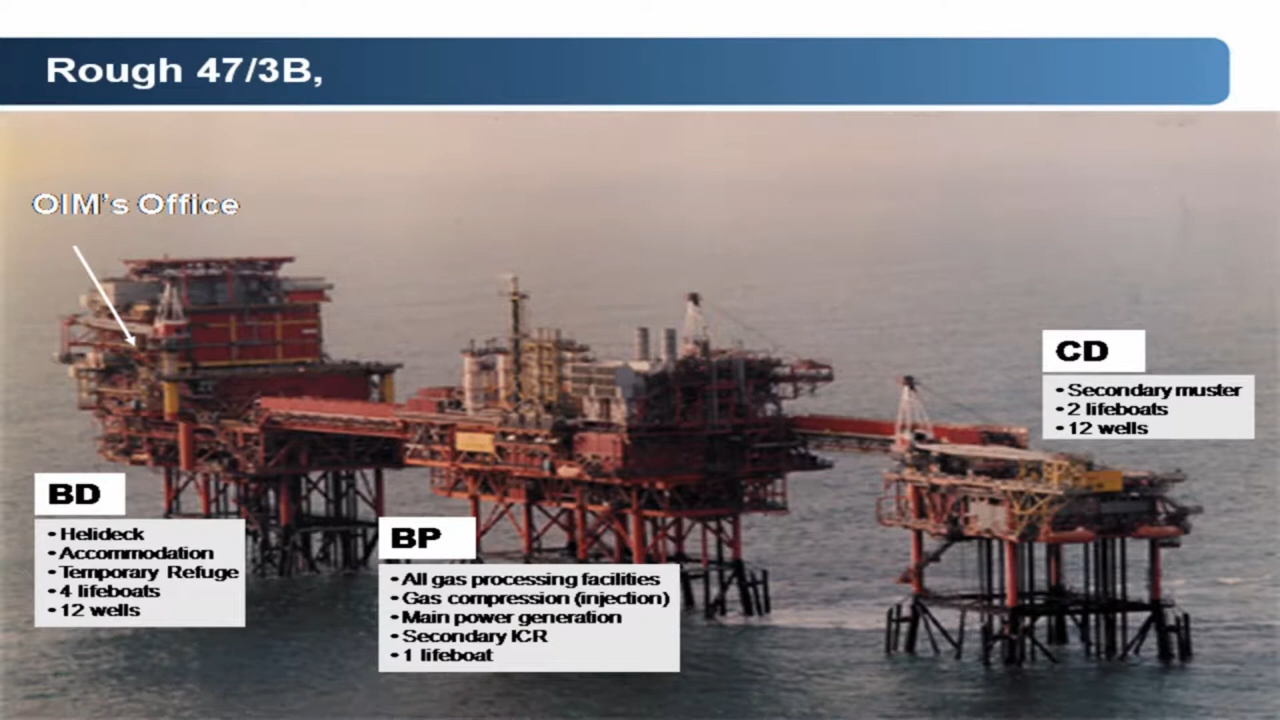 Rough 47/3B,
OIM's Office
CD
• Secondary muster
• 2 lifeboats
• 12 wells
BD
• Helideck
• Accommodation
• Temporary Refuge
• 4 lifeboats
• 12 wells
BP
• All gas processing facilities
• Gas compression (injection)
• Main power generation
• Secondary ICR
• 1 lifeboat